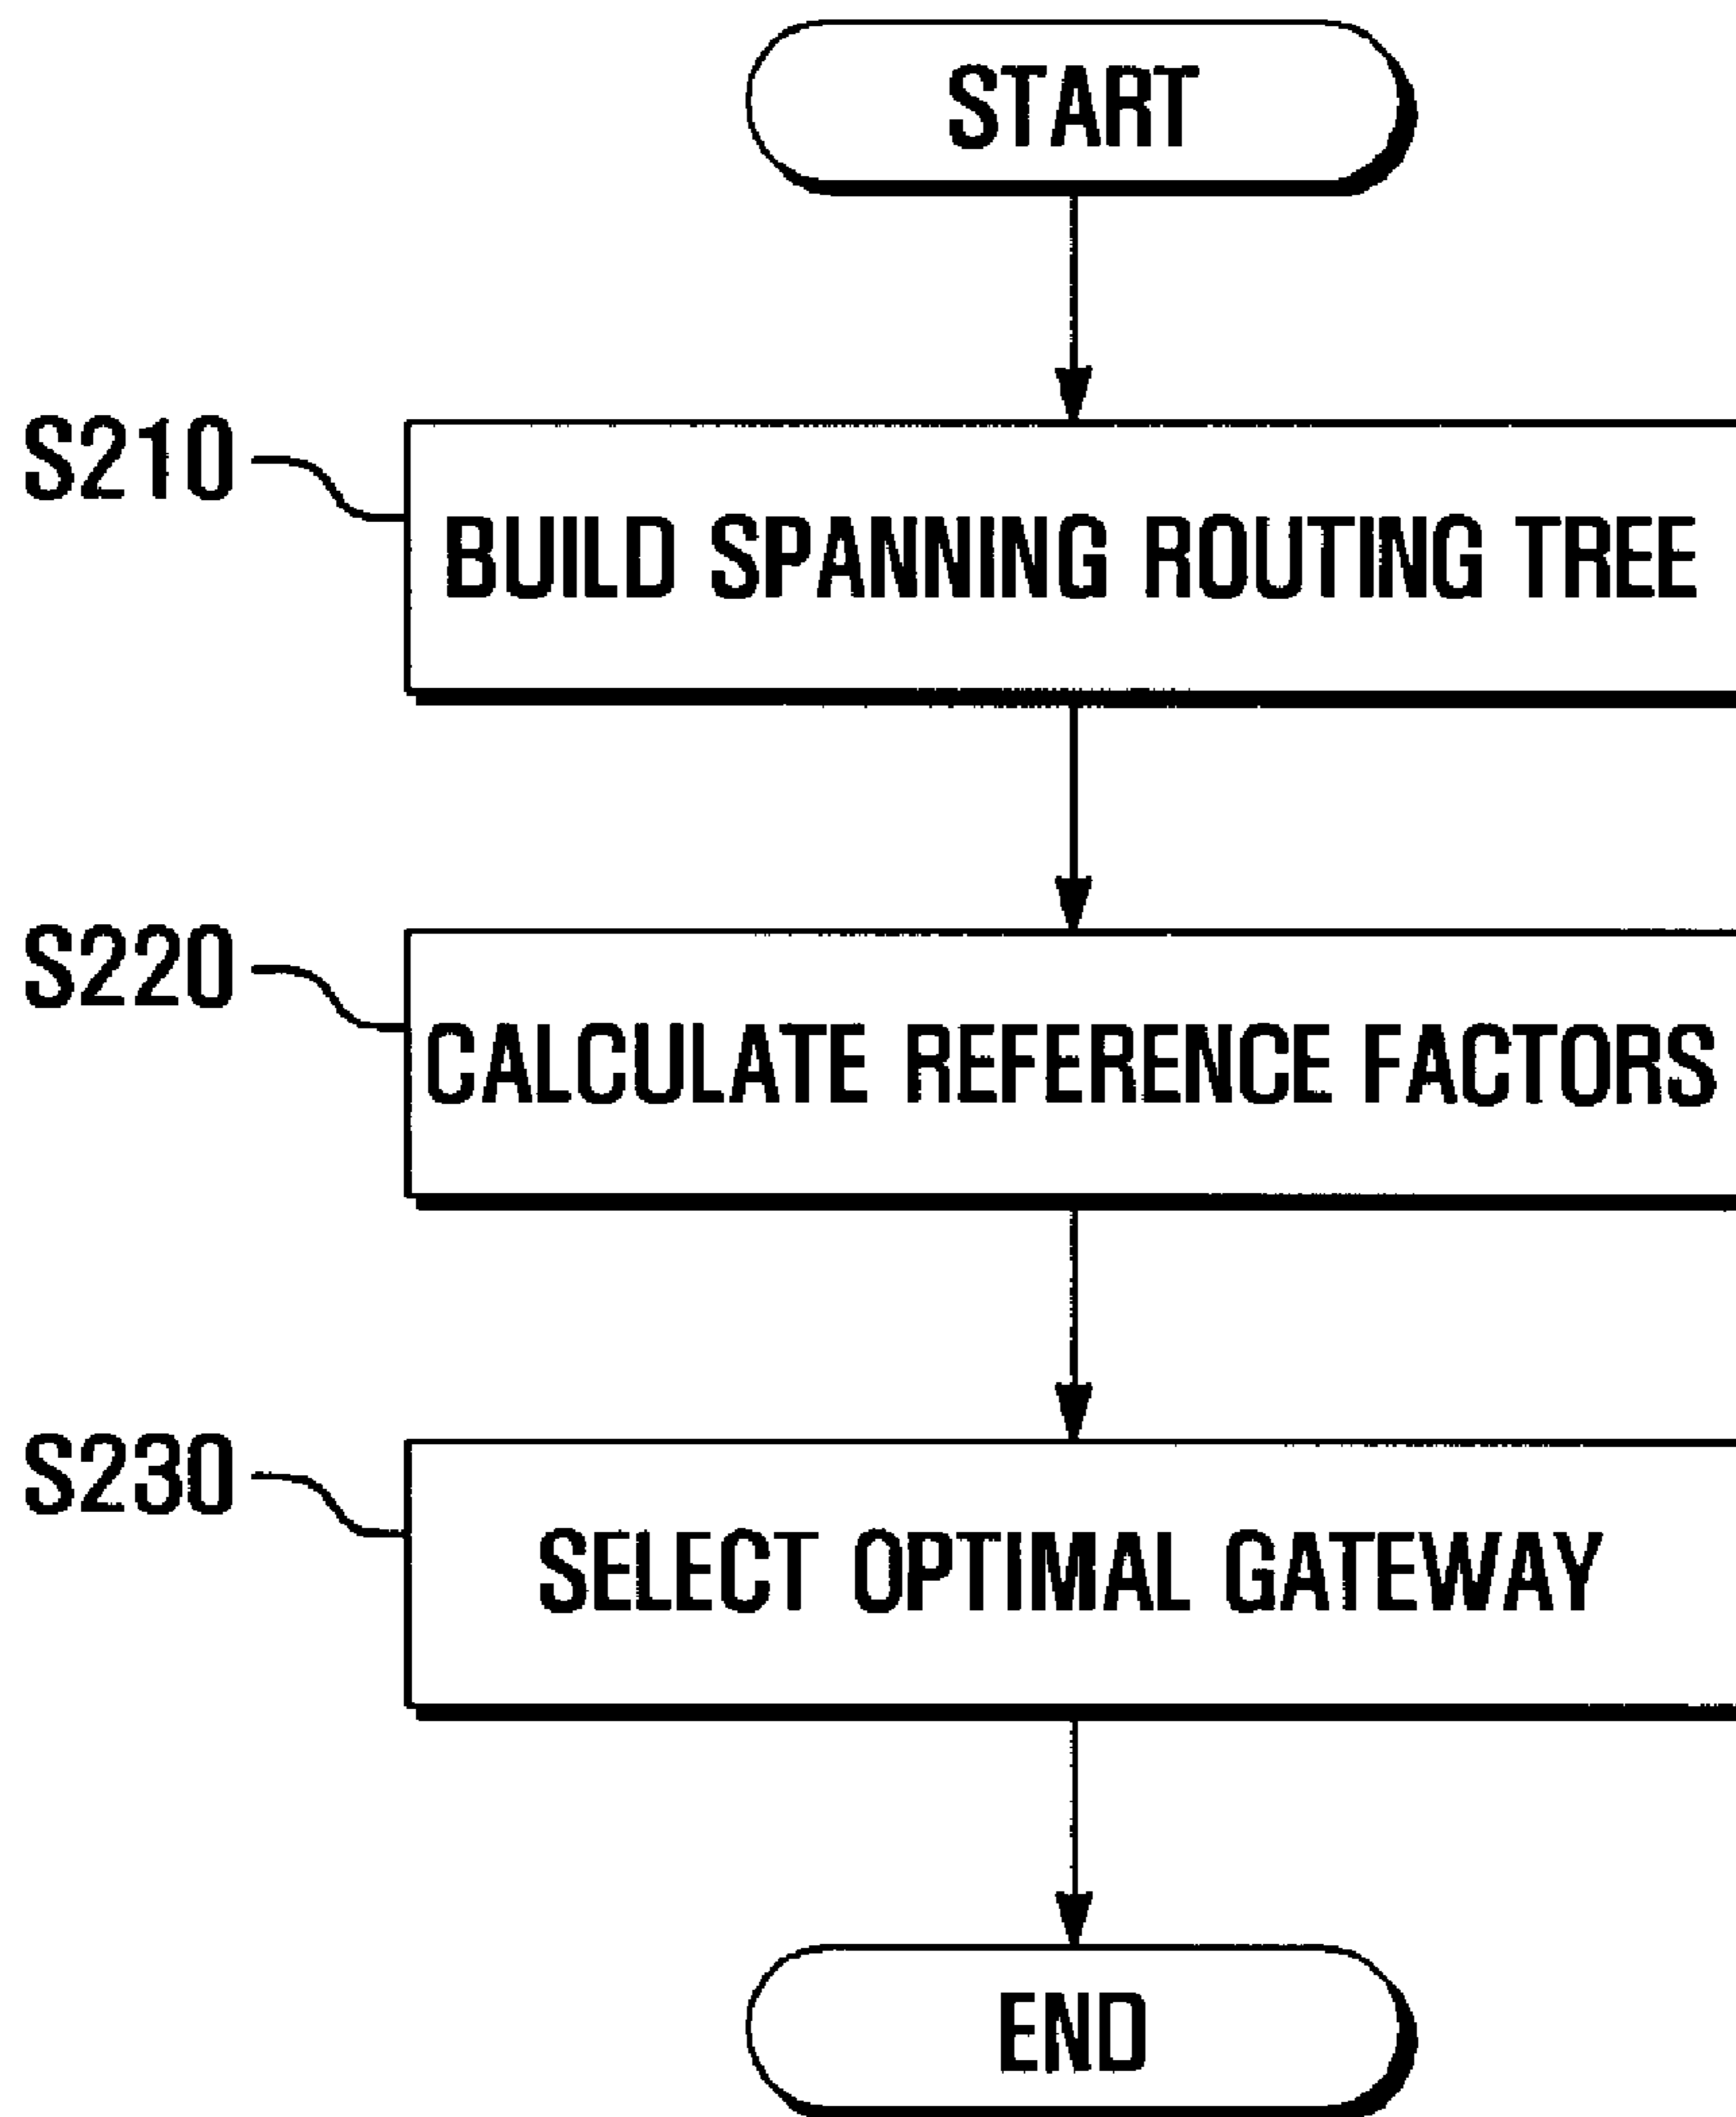 START
S210
BUILD SPANNING ROUTING TREE
S220
CALCULATE REFERENCE FACTORS
S230
SELECT OPTIMAL GATEWAY
END